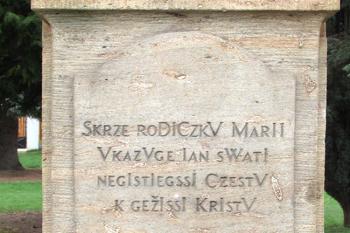 SKRZE roDICZKV MarII
VKAZVGE IAN sWatI
negIstIegssI CzestV
k gežIssI KrIstV